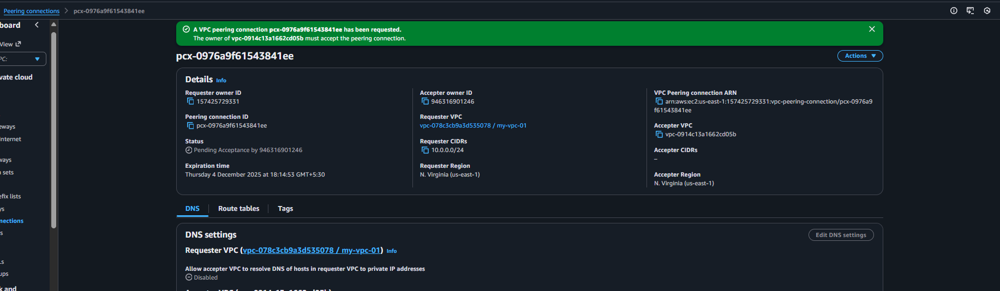 Peering connections > pcx-0976a9f61543841ee
board
View
PC:
vate cloud
eways
nternet
ways
n sets
efix lists
ys
nections
s
Ls
ups
k and
A VPC peering connection pcx-0976a9f61543841ee has been requested.
The owner of vpc-0914c13a1662cd05b must accept the peering connection.
pcx-0976a9f61543841ee
Actions
Details Info
Requester owner ID
157425729331
Peering connection ID
pcx-0976a9f61543841ee
Status
Pending Acceptance by 946316901246
Expiration time
Thursday 4 December 2025 at 18:14:53 GMT+5:30
Accepter owner ID
946316901246
Requester VPC
vpc-078c3cb9a3d535078 / my-vpc-01
Requester CIDRs
10.0.0.0/24
Requester Region
N. Virginia (us-east-1)
VPC Peering connection ARN
arn:aws:ec2:us-east-1:157425729331:vpc-peering-connection/pcx-0976a9
f61543841ee
Accepter VPC
vpc-0914c13a1662cd05b
Accepter CIDRs
–
Accepter Region
N. Virginia (us-east-1)
DNS
Route tables
Tags
DNS settings
Edit DNS settings
Requester VPC (vpc-078c3cb9a3d535078 / my-vpc-01) Info
Allow accepter VPC to resolve DNS of hosts in requester VPC to private IP addresses
Disabled